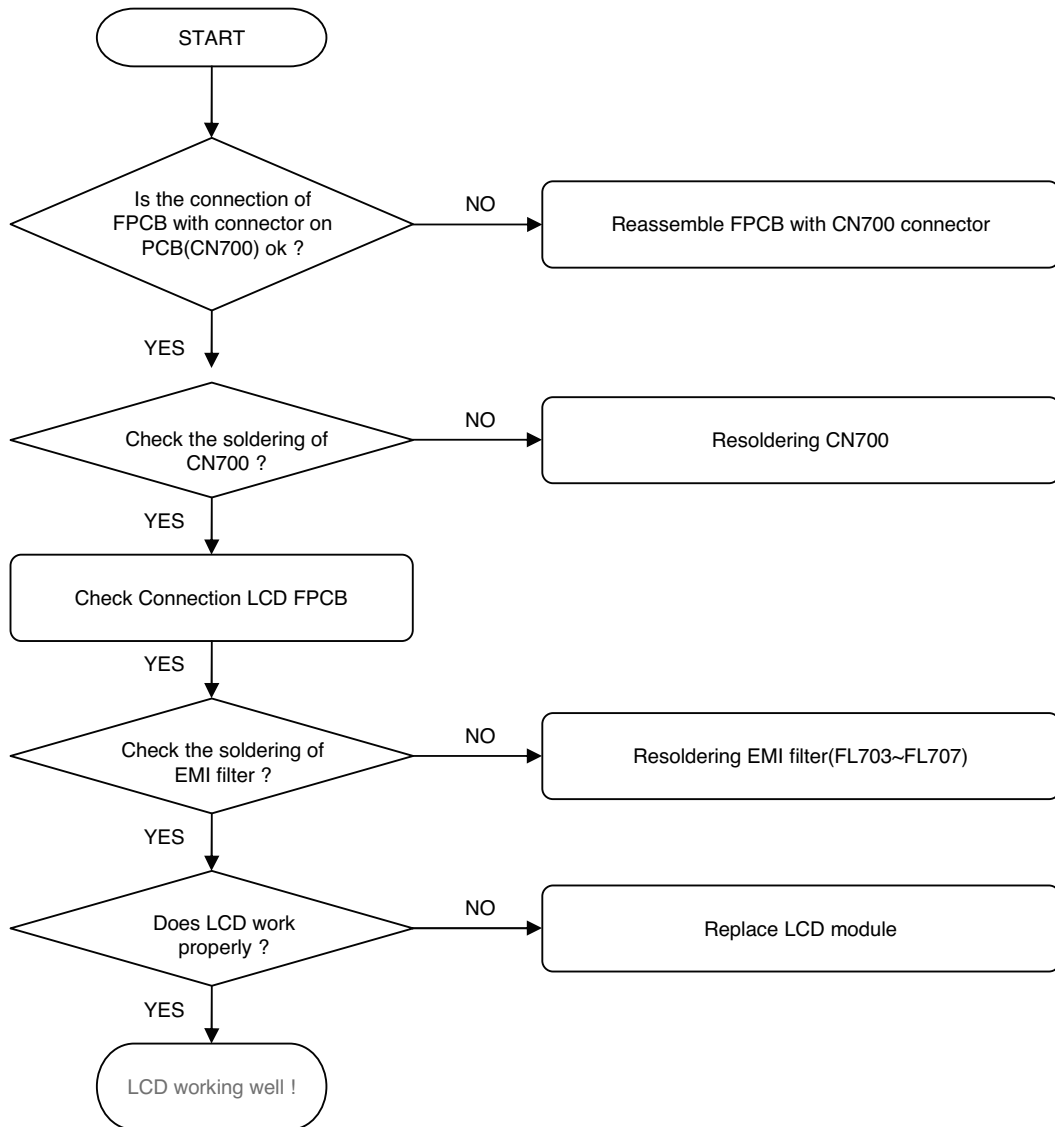 START
Is the connection of
FPCB with connector on
PCB(CN700) ok ?
NO
Reassemble FPCB with CN700 connector
YES
Check the soldering of
CN700 ?
NO
Resoldering CN700
YES
Check Connection LCD FPCB
YES
Check the soldering of
EMI filter ?
NO
Resoldering EMI filter(FL703~FL707)
YES
Does LCD work
properly ?
NO
Replace LCD module
YES
LCD working well !